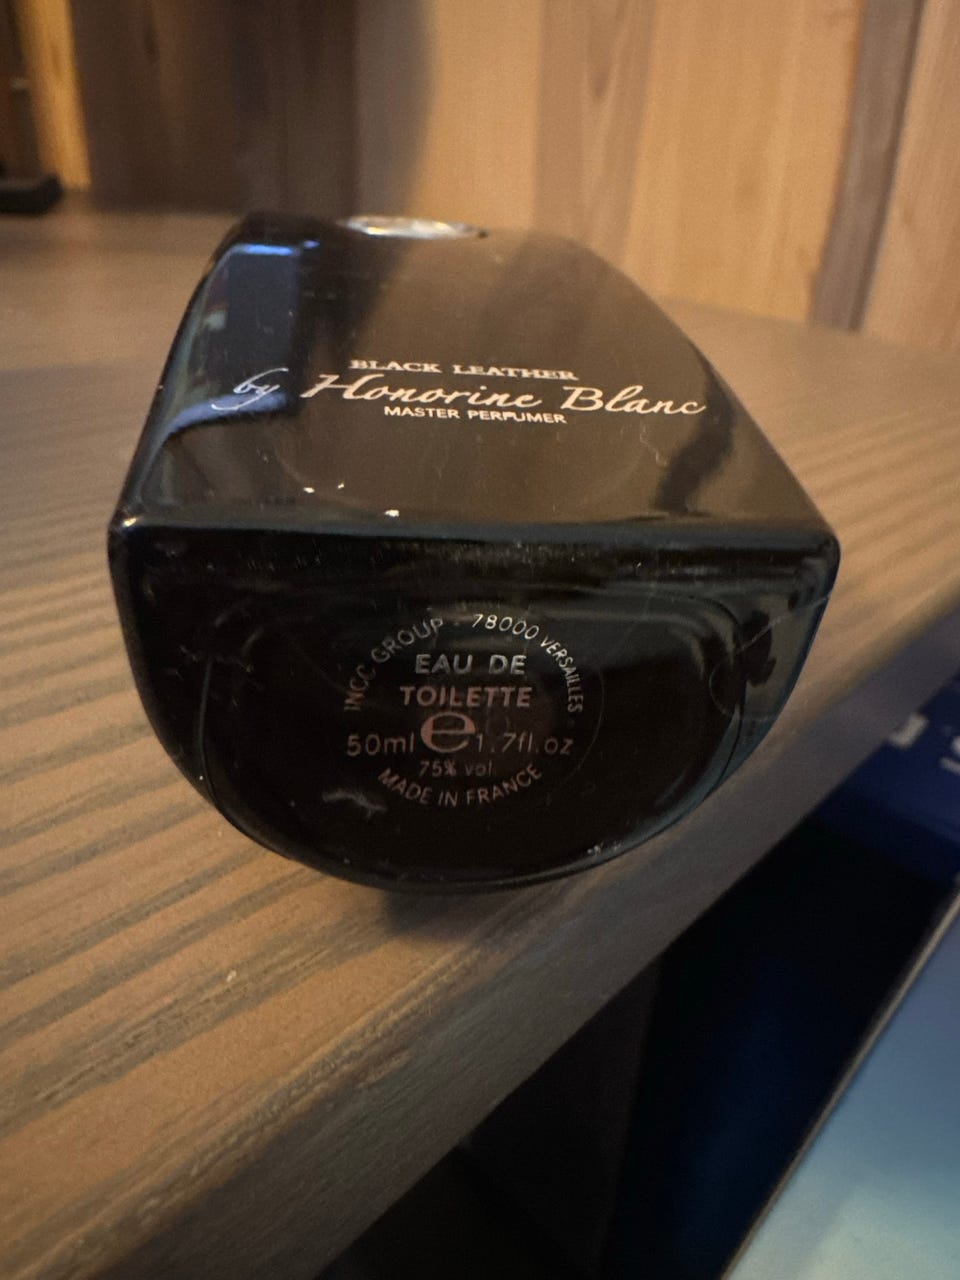 BLACK LEATHER
by Honorine Blanc
MASTER PERFUMER
INCC GROUP - 78000 VERSAILLES -
EAU DE
TOILETTE
50ml e 1.7fl.oz
75% vol.
MADE IN FRANCE